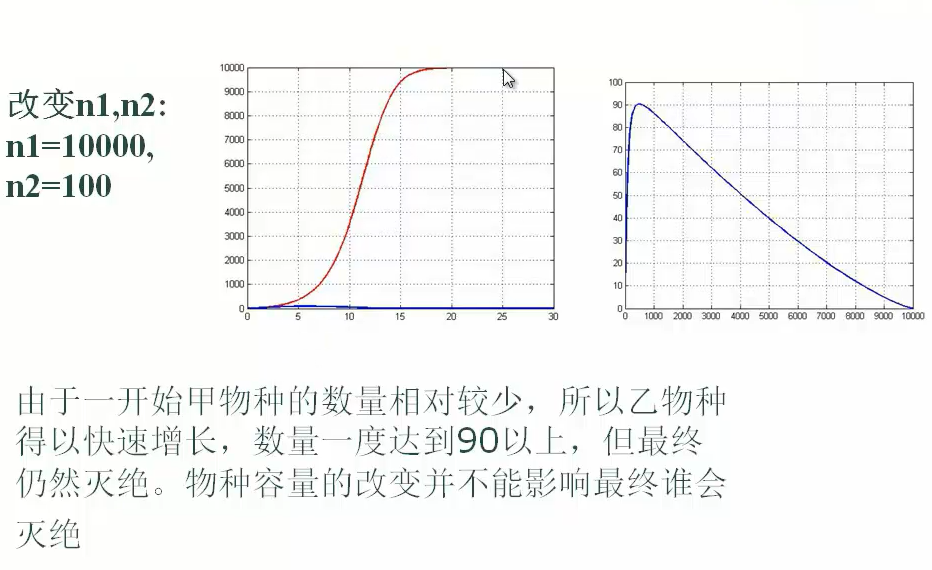 改变n1,n2:
n1=10000,
n2=100
10000
9000
8000
7000
6000
5000
4000
3000
2000
1000
0
0 5 10 15 20 25 30
100
90
80
70
60
50
40
30
20
10
0
0 1000 2000 3000 4000 5000 6000 7000 8000 9000 10000
由于一开始甲物种的数量相对较少，所以乙物种
得以快速增长，数量一度达到90以上，但最终
仍然灭绝。物种容量的改变并不能影响最终谁会
灭绝